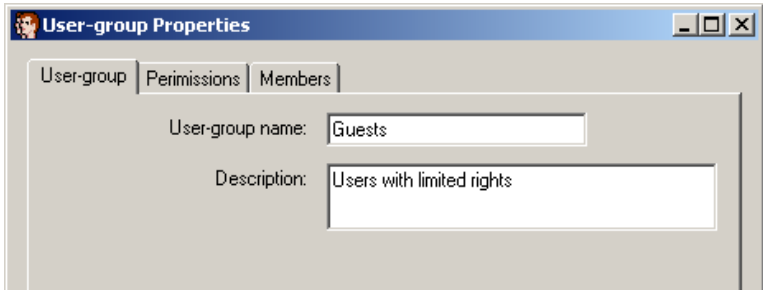 User-group Properties
User-group Perimissions Members
User-group name: Guests
Description: Users with limited rights